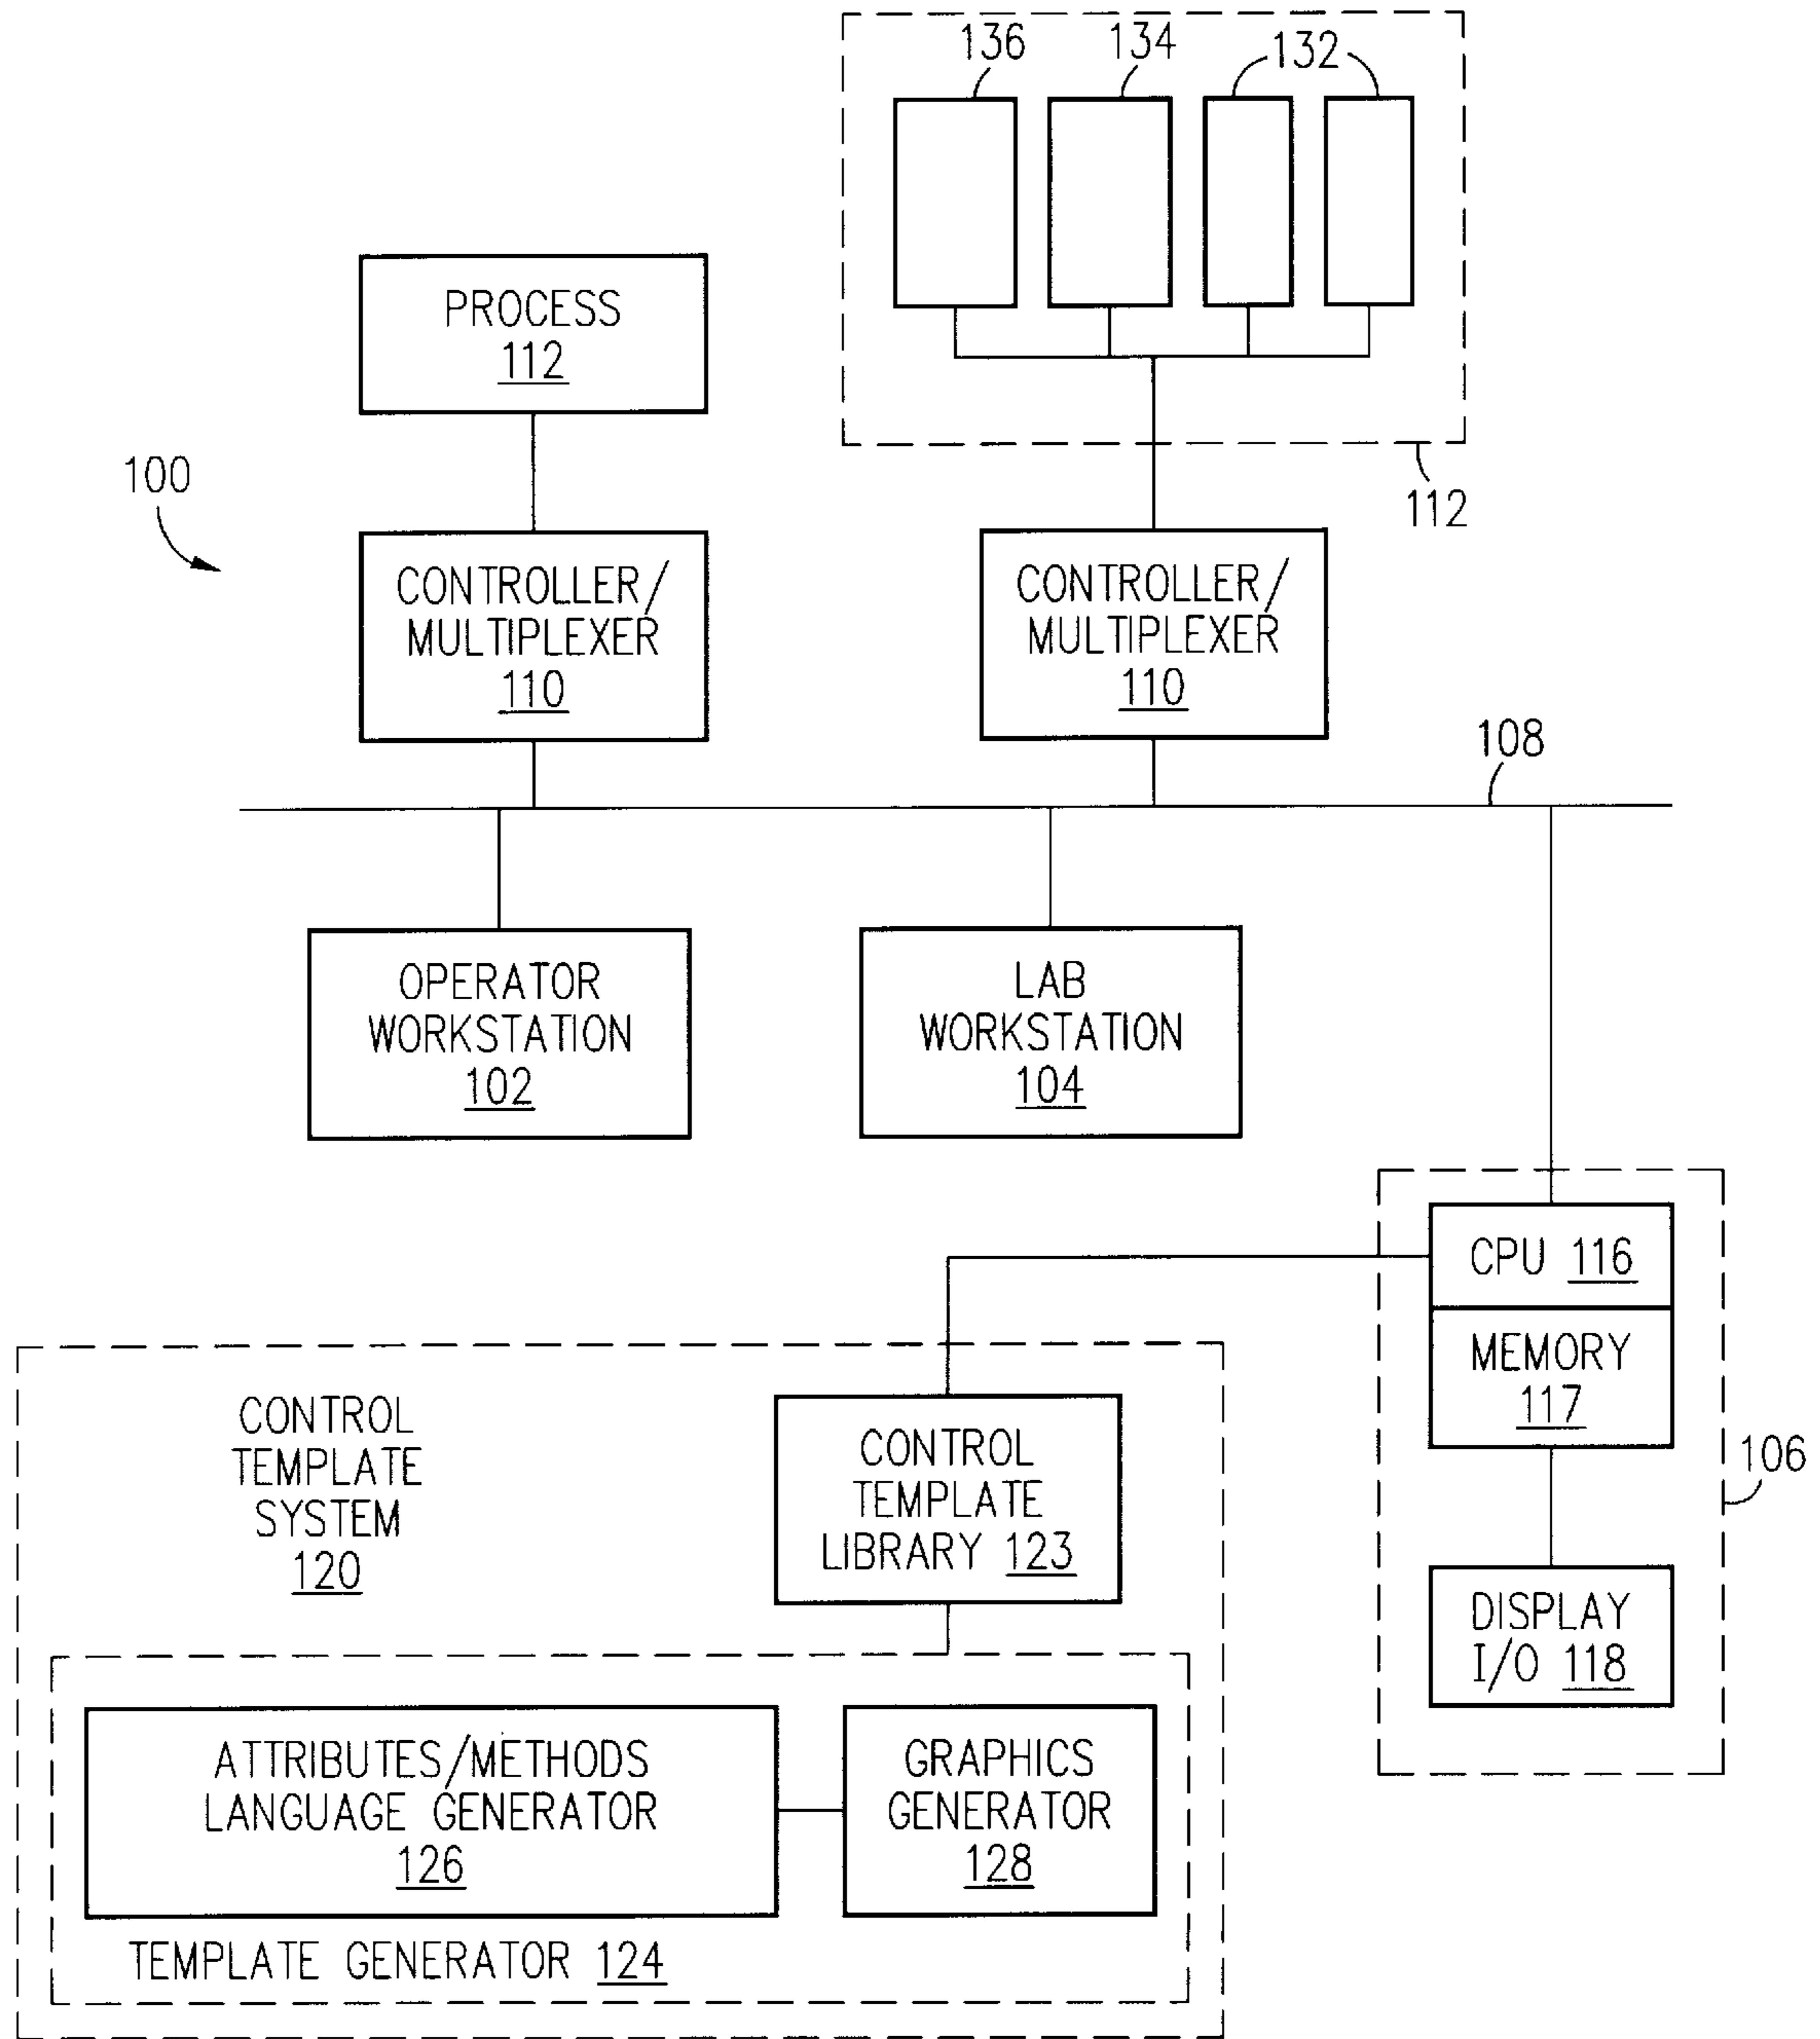 136
134
132
PROCESS
112
100
112
CONTROLLER/
MULTIPLEXER
110
CONTROLLER/
MULTIPLEXER
110
108
OPERATOR
WORKSTATION
102
LAB
WORKSTATION
104
CPU 116
MEMORY
117
106
DISPLAY
I/O 118
CONTROL
TEMPLATE
SYSTEM
120
CONTROL
TEMPLATE
LIBRARY 123
ATTRIBUTES/METHODS
LANGUAGE GENERATOR
126
GRAPHICS
GENERATOR
128
TEMPLATE GENERATOR 124